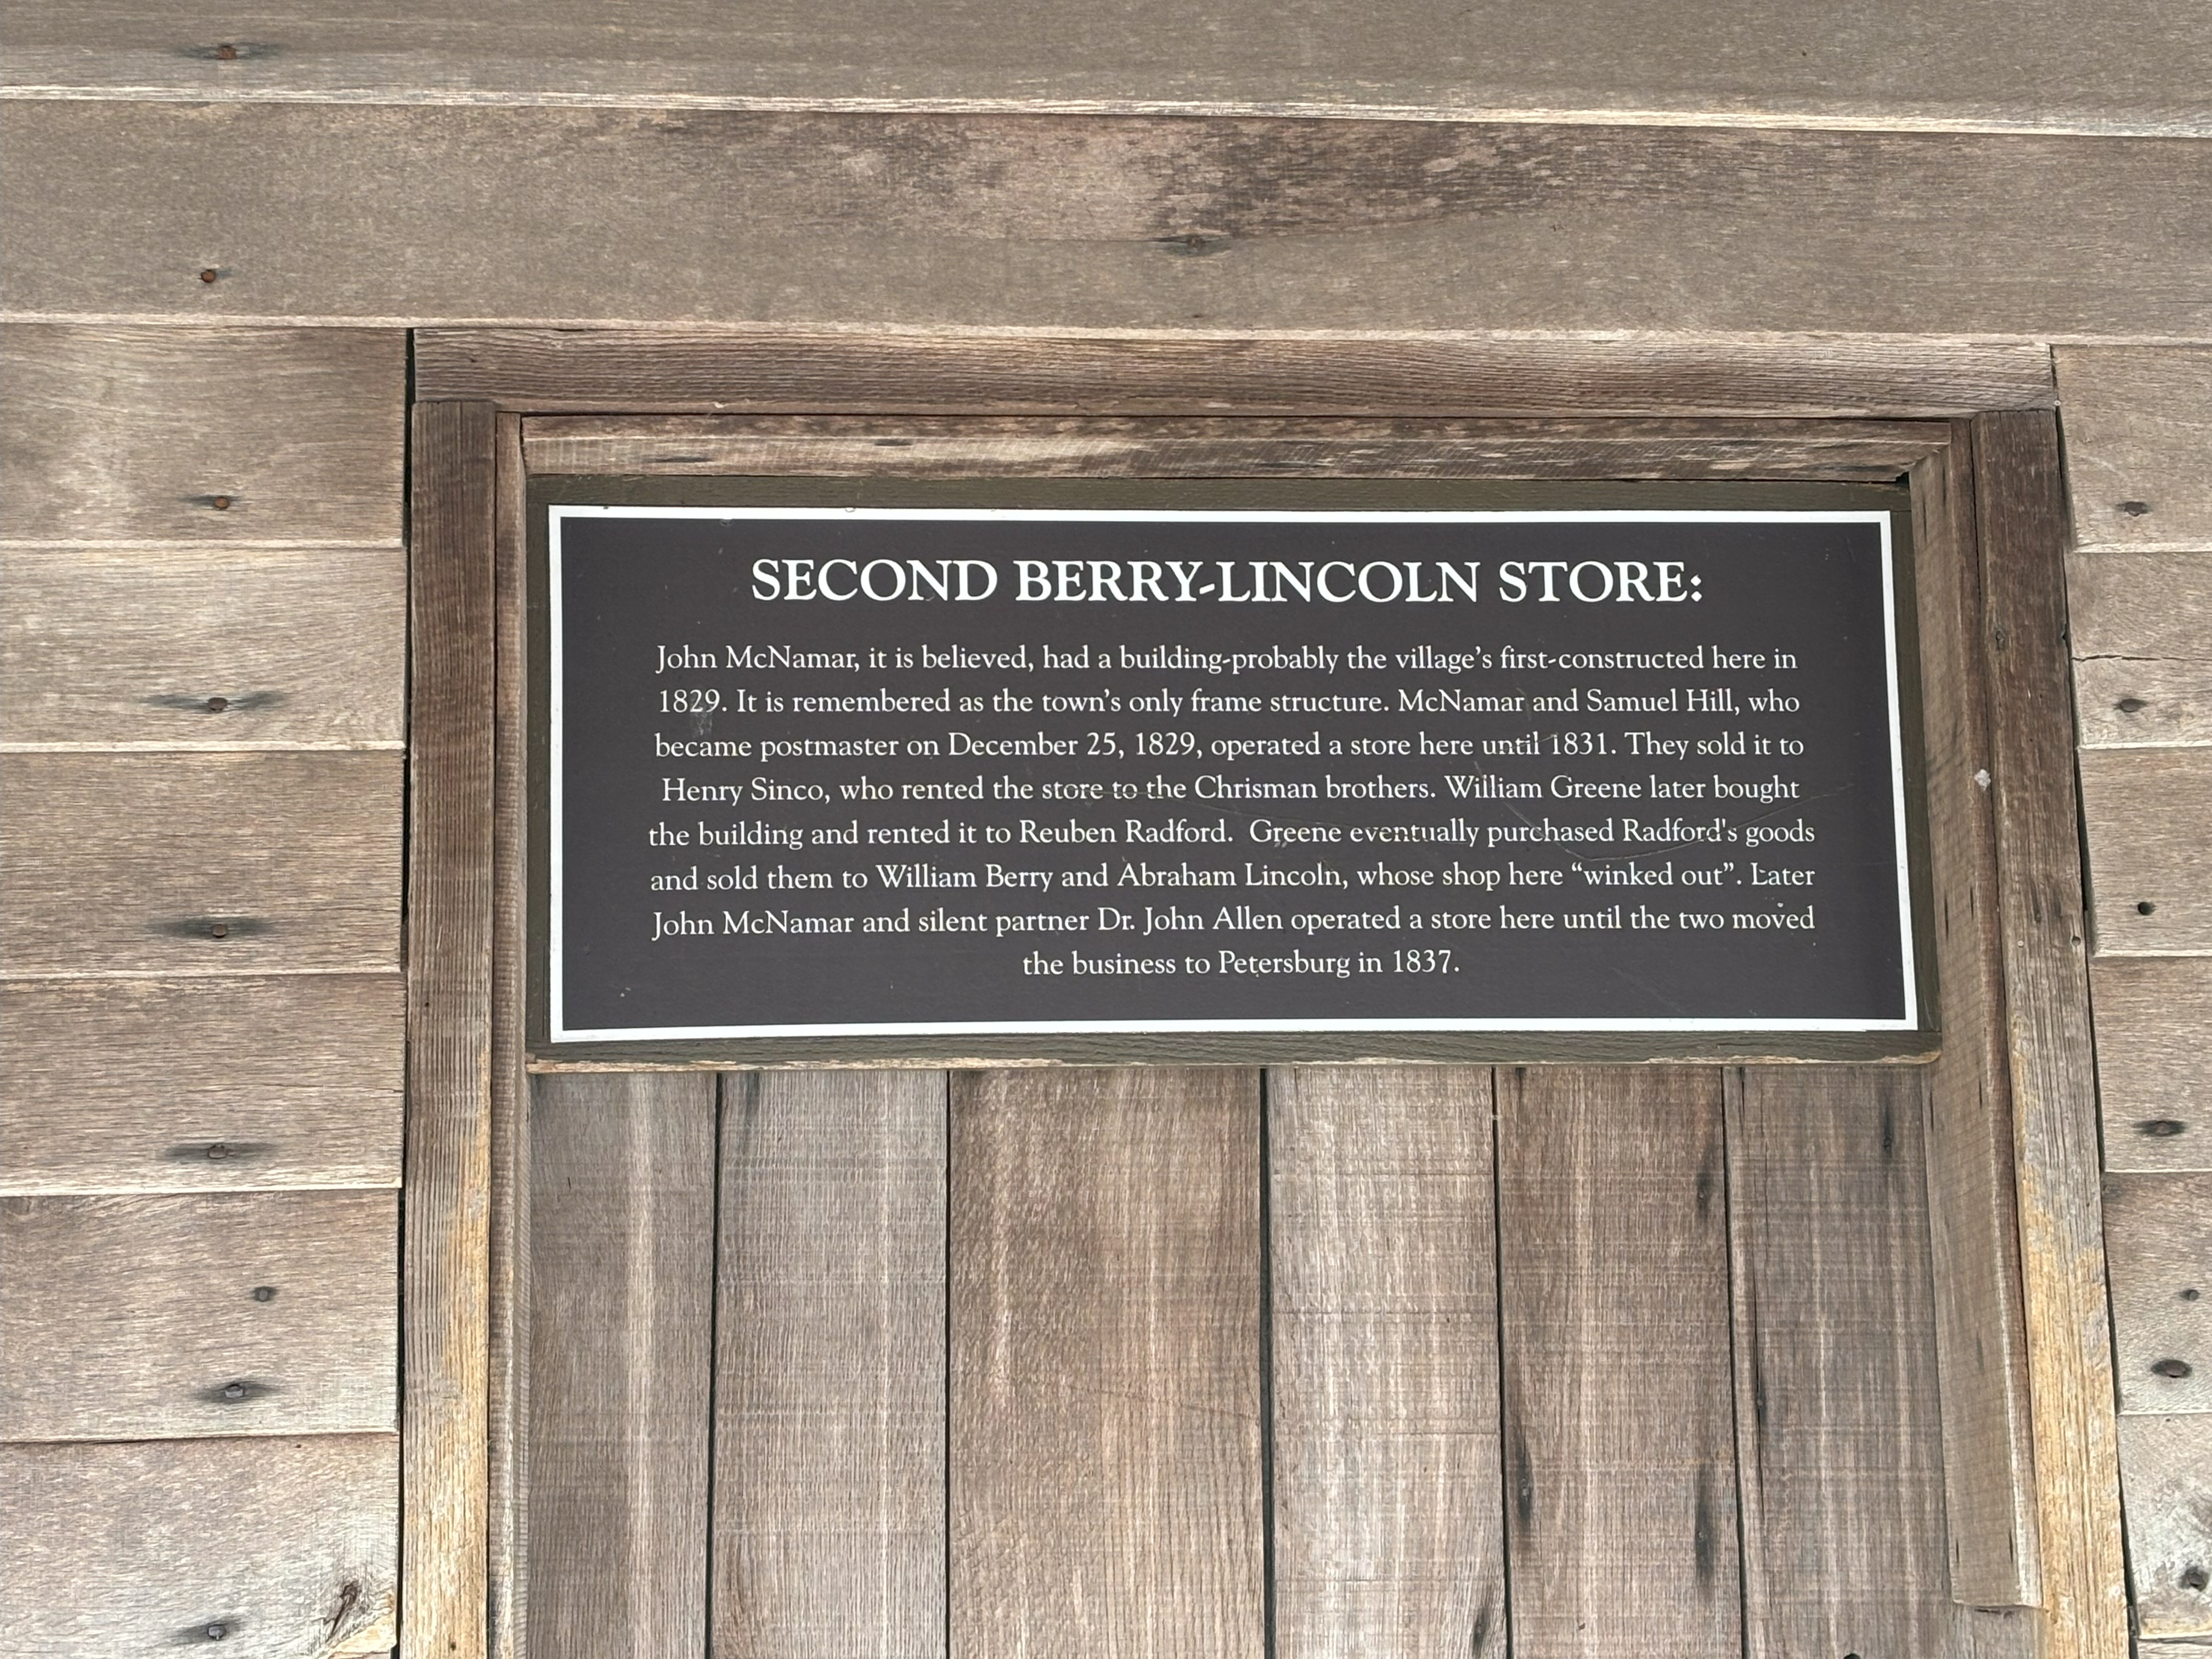 SECOND BERRY-LINCOLN STORE:
John McNamar, it is believed, had a building-probably the village's first-constructed here in
1829. It is remembered as the town's only frame structure. McNamar and Samuel Hill, who
became postmaster on December 25, 1829, operated a store here until 1831. They sold it to
Henry Sinco, who rented the store to the Chrisman brothers. William Greene later bought
the building and rented it to Reuben Radford.  Greene eventually purchased Radford's goods
and sold them to William Berry and Abraham Lincoln, whose shop here “winked out”. Later
John McNamar and silent partner Dr. John Allen operated a store here until the two moved
the business to Petersburg in 1837.